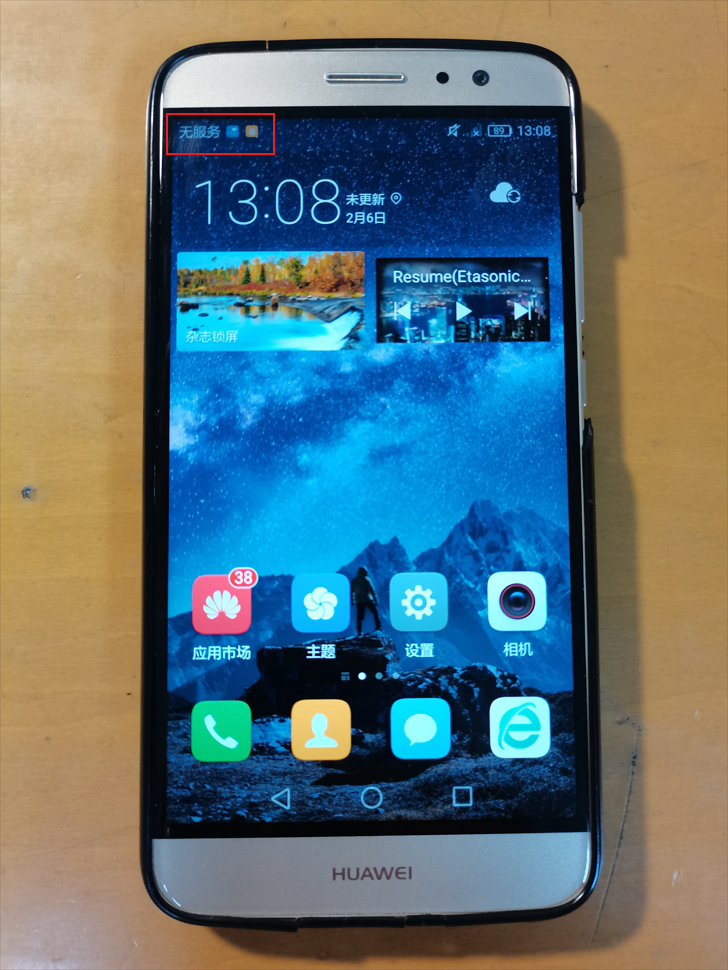 无服务 89 13:08
13:08 未更新
2月6日
Resume(Etasonic...
杂志锁屏
38
应用市场 主题 设置 相机
HUAWEI